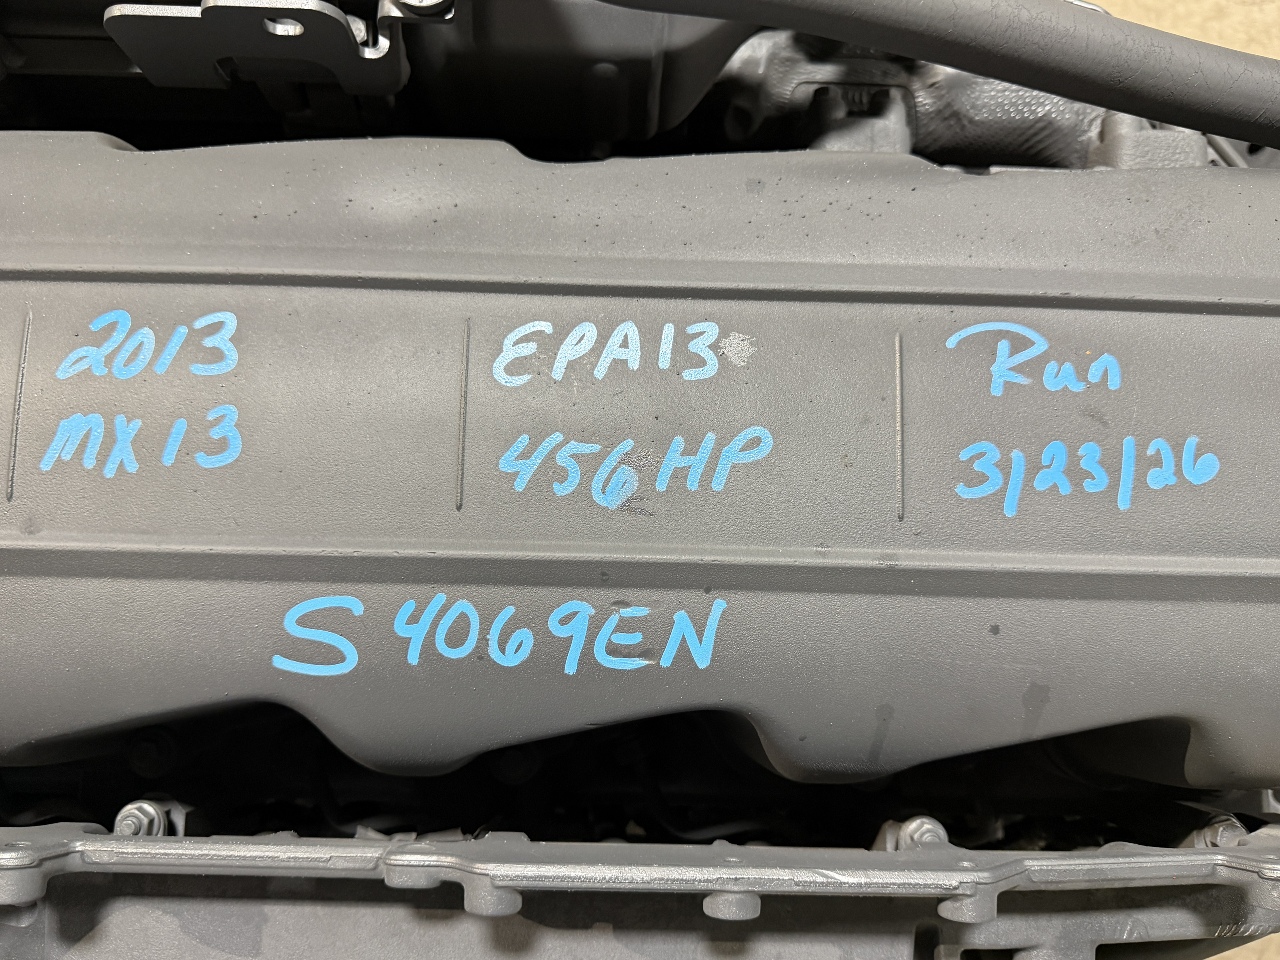 2013
MX13
EPA13
456HP
Run
3/23/26
S4069EN